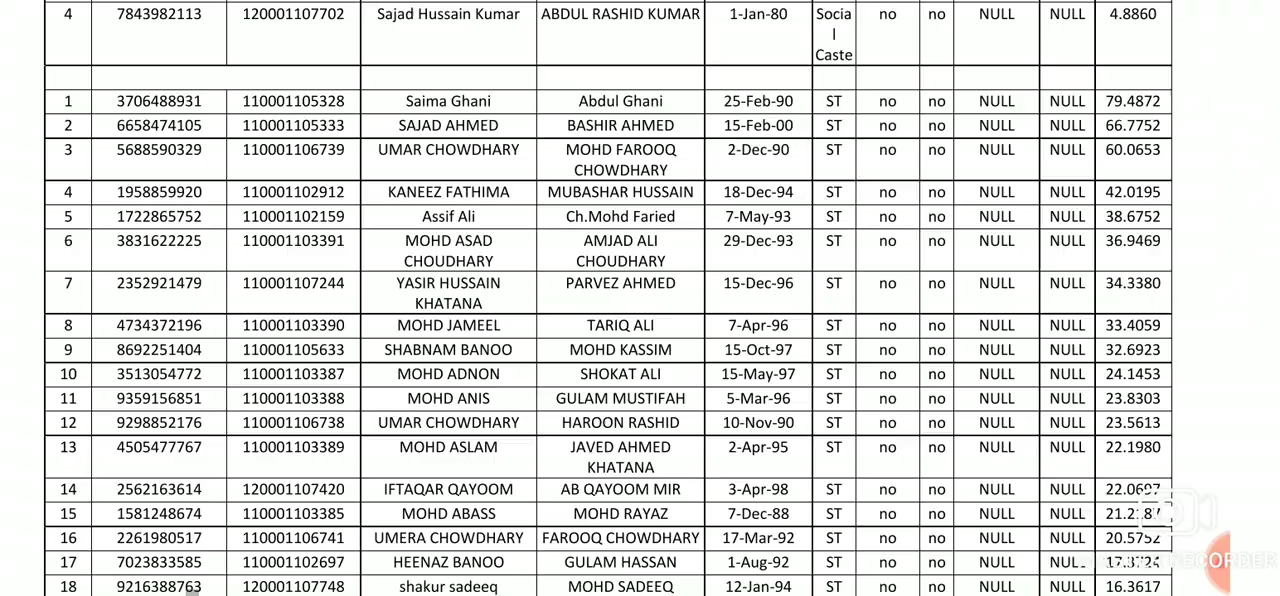 4 7843982113 120001107702 Sajad Hussain Kumar ABDUL RASHID KUMAR 1-Jan-80 Socia no no NULL NULL 4.8860
l
Caste
1 3706488931 110001105328 Saima Ghani Abdul Ghani 25-Feb-90 ST no no NULL NULL 79.4872
2 6658474105 110001105333 SAJAD AHMED BASHIR AHMED 15-Feb-00 ST no no NULL NULL 66.7752
3 5688590329 110001106739 UMAR CHOWDHARY MOHD FAROOQ 2-Dec-90 ST no no NULL NULL 60.0653
CHOWDHARY
4 1958859920 110001102912 KANEEZ FATHIMA MUBASHAR HUSSAIN 18-Dec-94 ST no no NULL NULL 42.0195
5 1722865752 110001102159 Assif Ali Ch.Mohd Faried 7-May-93 ST no no NULL NULL 38.6752
6 3831622225 110001103391 MOHD ASAD AMJAD ALI 29-Dec-93 ST no no NULL NULL 36.9469
CHOUDHARY CHOUDHARY
7 2352921479 110001107244 YASIR HUSSAIN PARVEZ AHMED 15-Dec-96 ST no no NULL NULL 34.3380
KHATANA
8 4734372196 110001103390 MOHD JAMEEL TARIQ ALI 7-Apr-96 ST no no NULL NULL 33.4059
9 8692251404 110001105633 SHABNAM BANOO MOHD KASSIM 15-Oct-97 ST no no NULL NULL 32.6923
10 3513054772 110001103387 MOHD ADNON SHOKAT ALI 15-May-97 ST no no NULL NULL 24.1453
11 9359156851 110001103388 MOHD ANIS GULAM MUSTIFAH 5-Mar-96 ST no no NULL NULL 23.8303
12 9298852176 110001106738 UMAR CHOWDHARY HAROON RASHID 10-Nov-90 ST no no NULL NULL 23.5613
13 4505477767 110001103389 MOHD ASLAM JAVED AHMED 2-Apr-95 ST no no NULL NULL 22.1980
KHATANA
14 2562163614 120001107420 IFTAQAR QAYOOM AB QAYOOM MIR 3-Apr-98 ST no no NULL NULL
15 1581248674 110001103385 MOHD ABASS MOHD RAYAZ 7-Dec-88 ST no no NULL NULL
16 2261980517 110001106741 UMERA CHOWDHARY FAROOQ CHOWDHARY 17-Mar-92 ST no no NULL NULL 20.5752
17 7023833585 110001102697 HEENAZ BANOO GULAM HASSAN 1-Aug-92 ST no no NULL NULL
18 9216388763 120001107748 shakur sadeeq MOHD SADEEQ 12-Jan-94 ST no no NULL NULL 16.3617